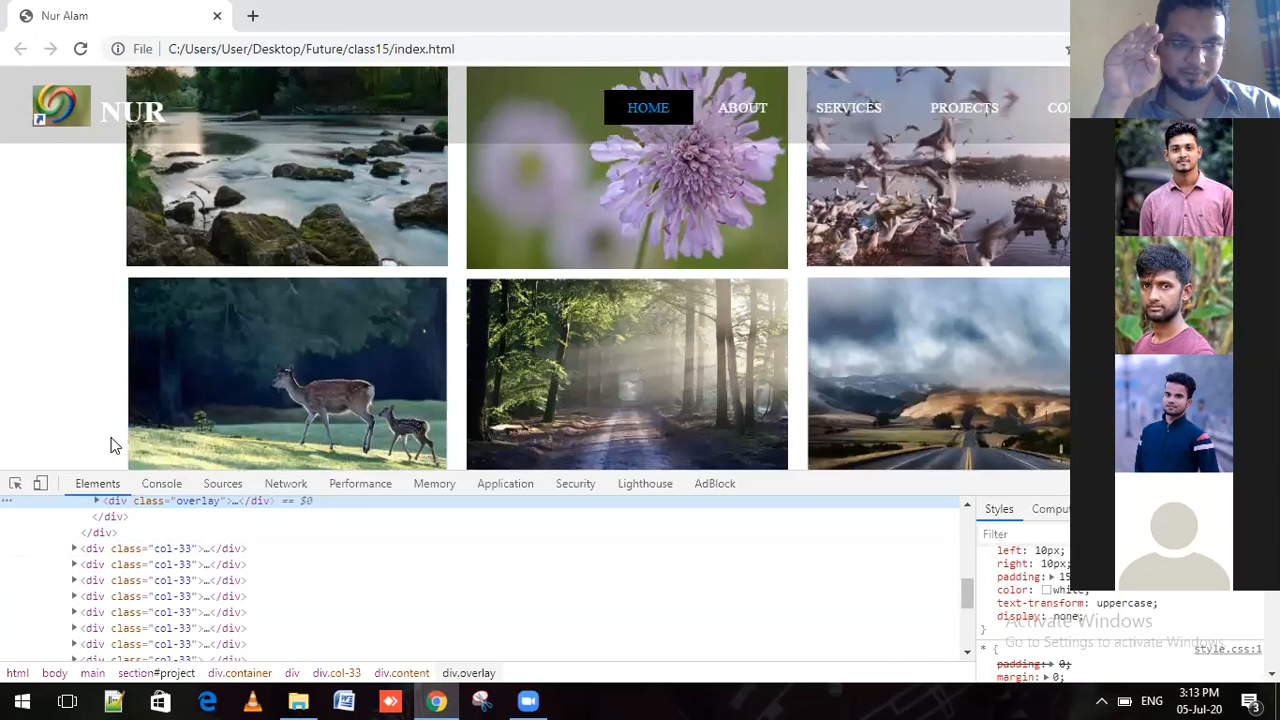 Nur Alam
File C:/Users/User/Desktop/Future/class15/index.html
NUR
HOME ABOUT SERVICES PROJECTS CO
Elements Console Sources Network Performance Memory Application Security Lighthouse AdBlock
<div class="overlay">…</div> == $0
</div>
</div>
<div class="col-33">…</div>
<div class="col-33">…</div>
<div class="col-33">…</div>
<div class="col-33">…</div>
<div class="col-33">…</div>
<div class="col-33">…</div>
<div class="col-33">…</div>
Styles Compu
Filter
left: 10px;
right: 10px;
padding: 15
color: white;
text-transform: uppercase;
display: none;
}
* { style.css:1
padding: 0;
margin: 0;
Activate Windows
Go to Settings to activate Windows.
html body main section#project div.container div.col-33 div.content div.overlay
ENG
3:13 PM
05-Jul-20
3